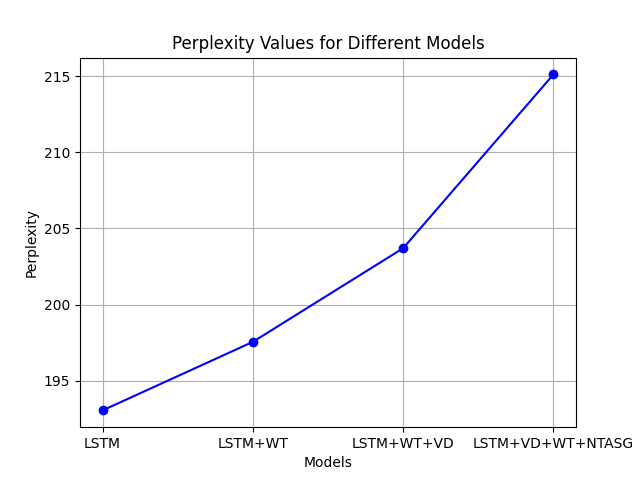 Perplexity Values for Different Models
215
210
205
200
195
Perplexity
LSTM
LSTM+WT
LSTM+WT+VD
LSTM+VD+WT+NTASG
Models